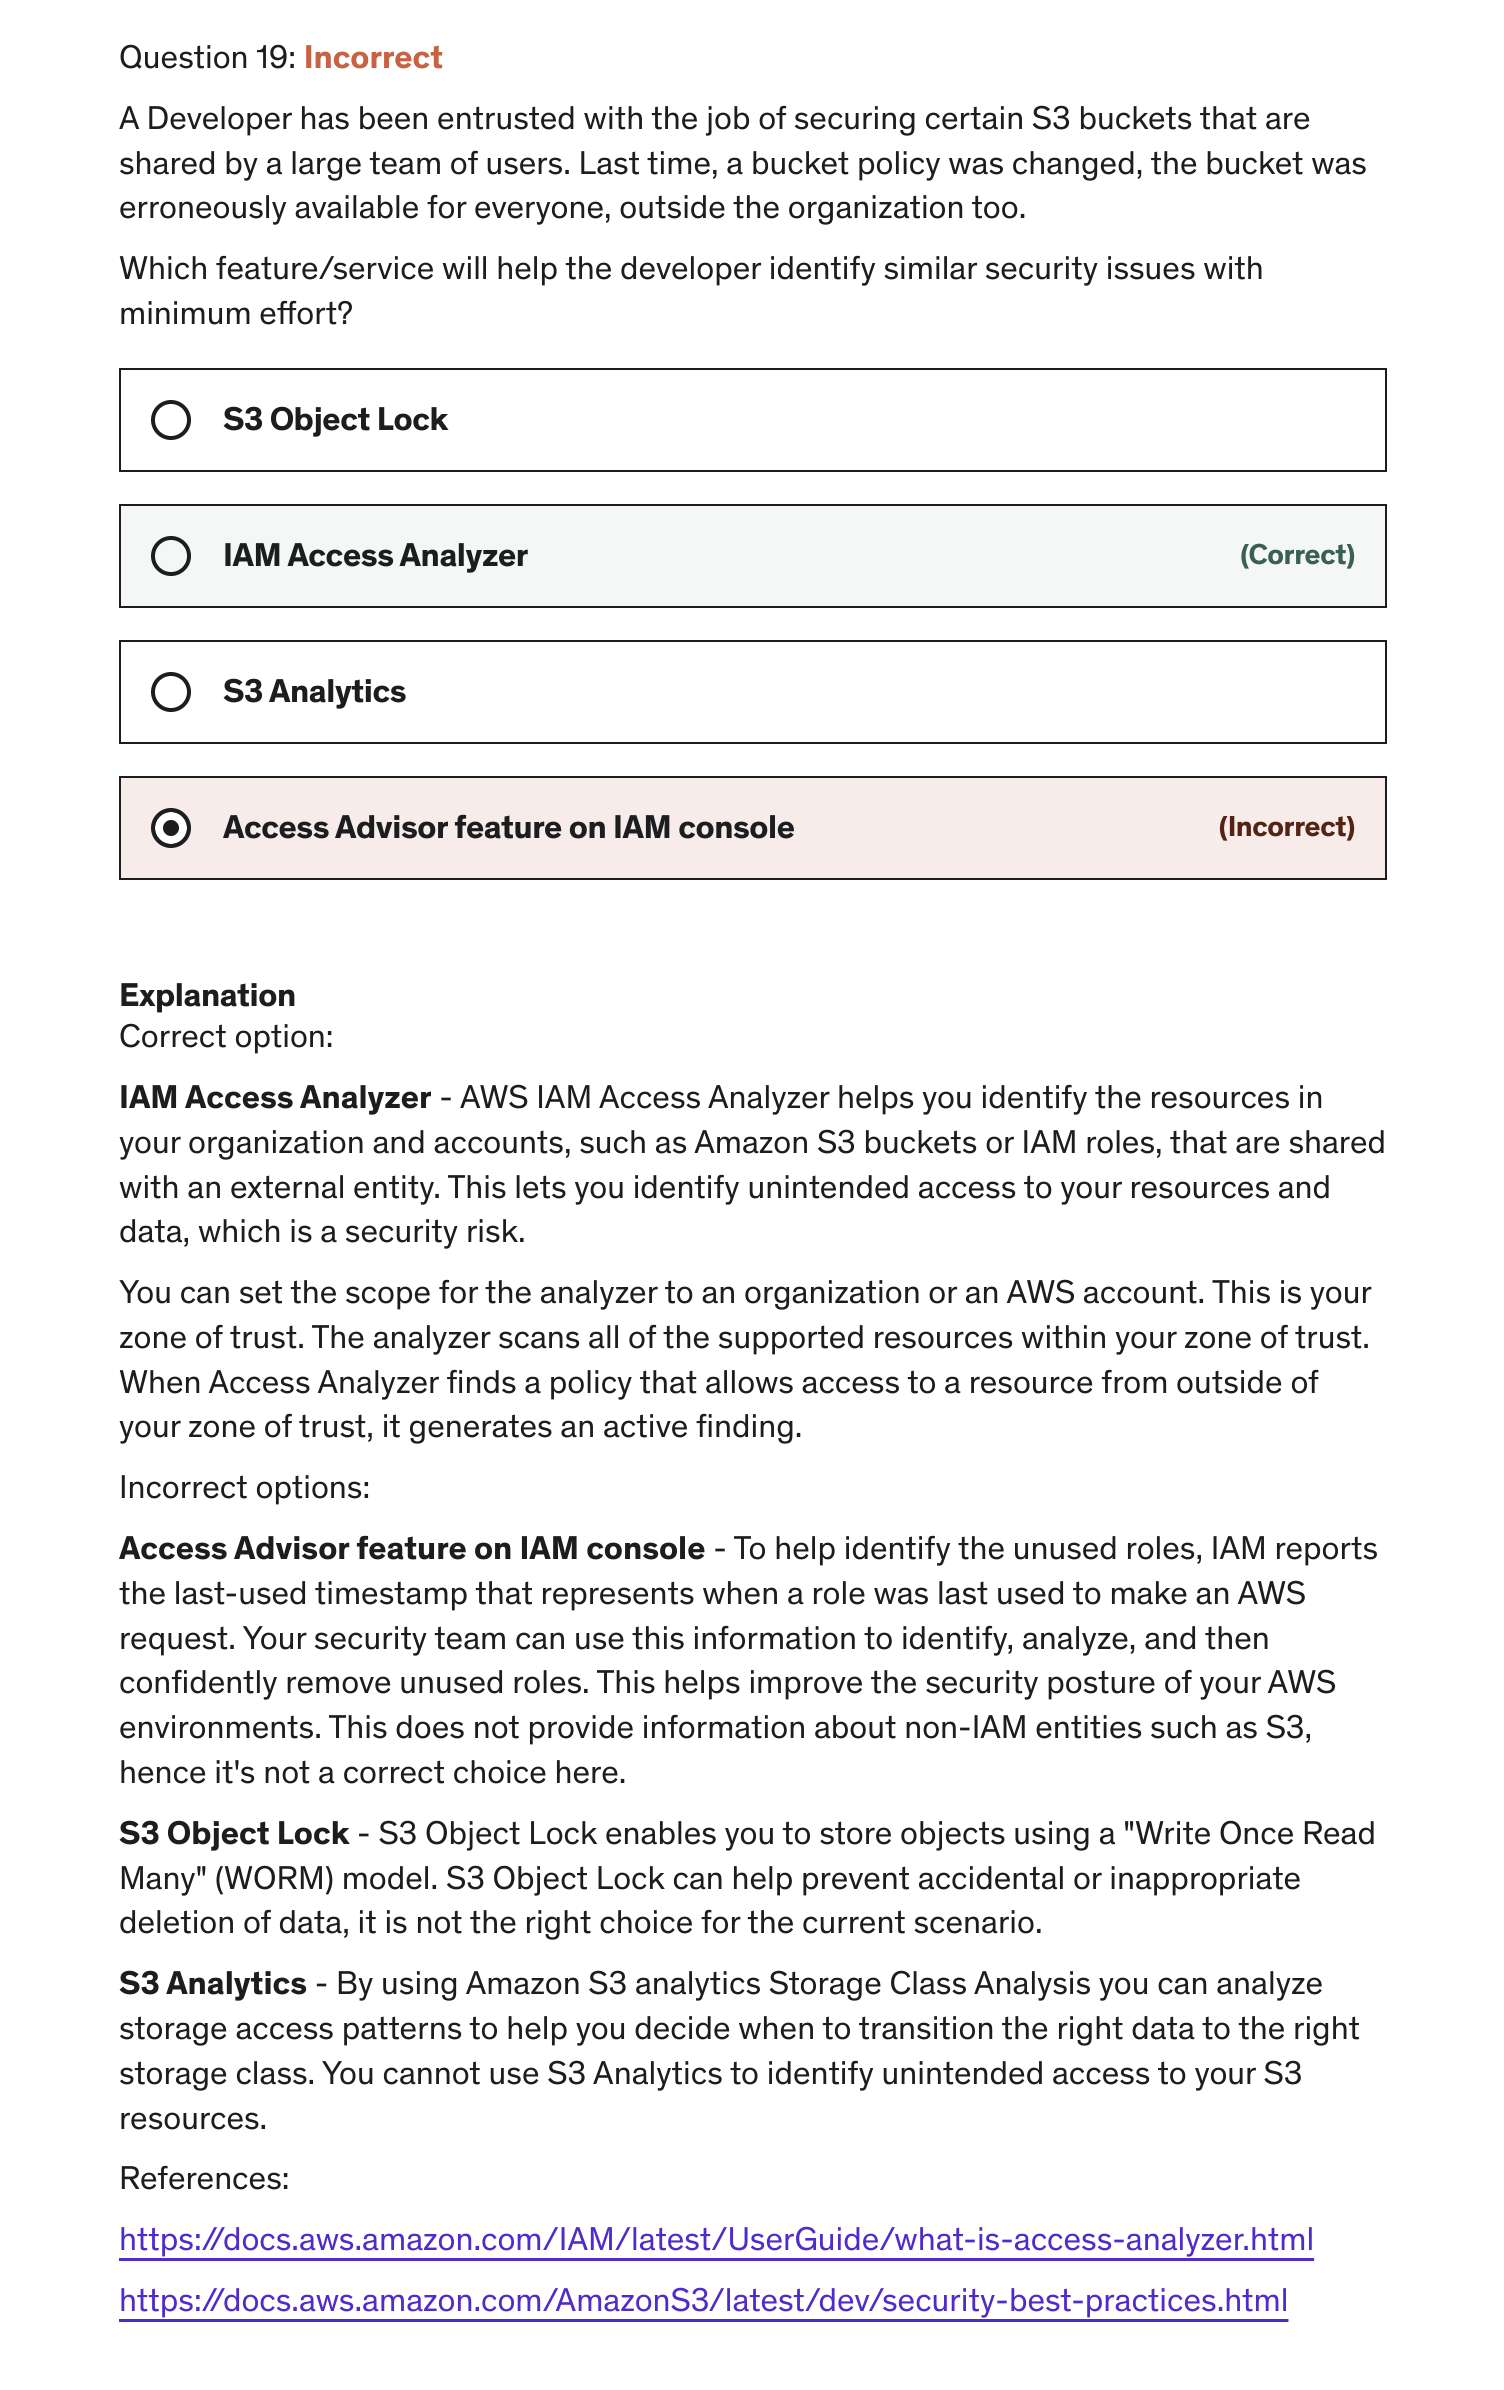 Question 19: Incorrect
A Developer has been entrusted with the job of securing certain S3 buckets that are
shared by a large team of users. Last time, a bucket policy was changed, the bucket was
erroneously available for everyone, outside the organization too.
Which feature/service will help the developer identify similar security issues with
minimum effort?
S3 Object Lock
IAM Access Analyzer (Correct)
S3 Analytics
Access Advisor feature on IAM console (Incorrect)
Explanation
Correct option:
IAM Access Analyzer - AWS IAM Access Analyzer helps you identify the resources in
your organization and accounts, such as Amazon S3 buckets or IAM roles, that are shared
with an external entity. This lets you identify unintended access to your resources and
data, which is a security risk.
You can set the scope for the analyzer to an organization or an AWS account. This is your
zone of trust. The analyzer scans all of the supported resources within your zone of trust.
When Access Analyzer finds a policy that allows access to a resource from outside of
your zone of trust, it generates an active finding.
Incorrect options:
Access Advisor feature on IAM console - To help identify the unused roles, IAM reports
the last-used timestamp that represents when a role was last used to make an AWS
request. Your security team can use this information to identify, analyze, and then
confidently remove unused roles. This helps improve the security posture of your AWS
environments. This does not provide information about non-IAM entities such as S3,
hence it's not a correct choice here.
S3 Object Lock - S3 Object Lock enables you to store objects using a "Write Once Read
Many" (WORM) model. S3 Object Lock can help prevent accidental or inappropriate
deletion of data, it is not the right choice for the current scenario.
S3 Analytics - By using Amazon S3 analytics Storage Class Analysis you can analyze
storage access patterns to help you decide when to transition the right data to the right
storage class. You cannot use S3 Analytics to identify unintended access to your S3
resources.
References:
https://docs.aws.amazon.com/IAM/latest/UserGuide/what-is-access-analyzer.html
https://docs.aws.amazon.com/AmazonS3/latest/dev/security-best-practices.html